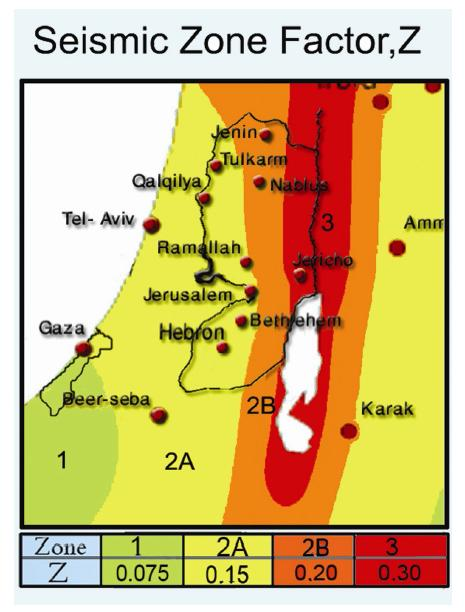 Seismic Zone Factor,Z
Jenin
Tulkarm
Qalqilya
Nablus
Tel- Aviv
3
Amm
Ramallah
Jericho
Jerusalem
Gaza
Hebron
Bethlehem
Beer-seba
2B
Karak
1
2A
Zone 1 2A 2B 3
Z 0.075 0.15 0.20 0.30